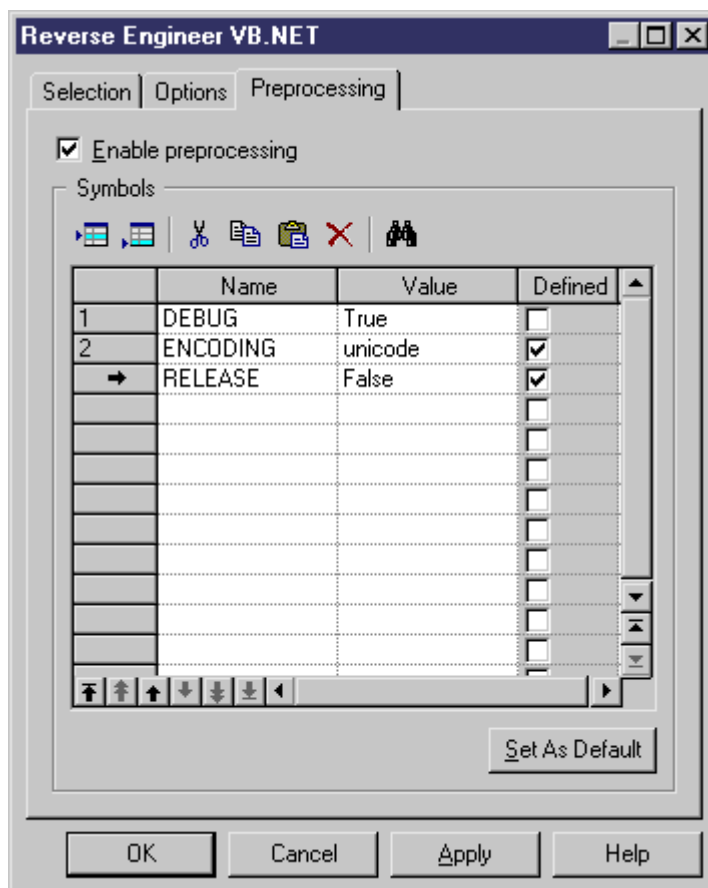 Reverse Engineer VB.NET
Selection Options Preprocessing
Enable preprocessing
Symbols
Name Value Defined
1 DEBUG True
2 ENCODING unicode
RELEASE False
Set As Default
OK Cancel Apply Help